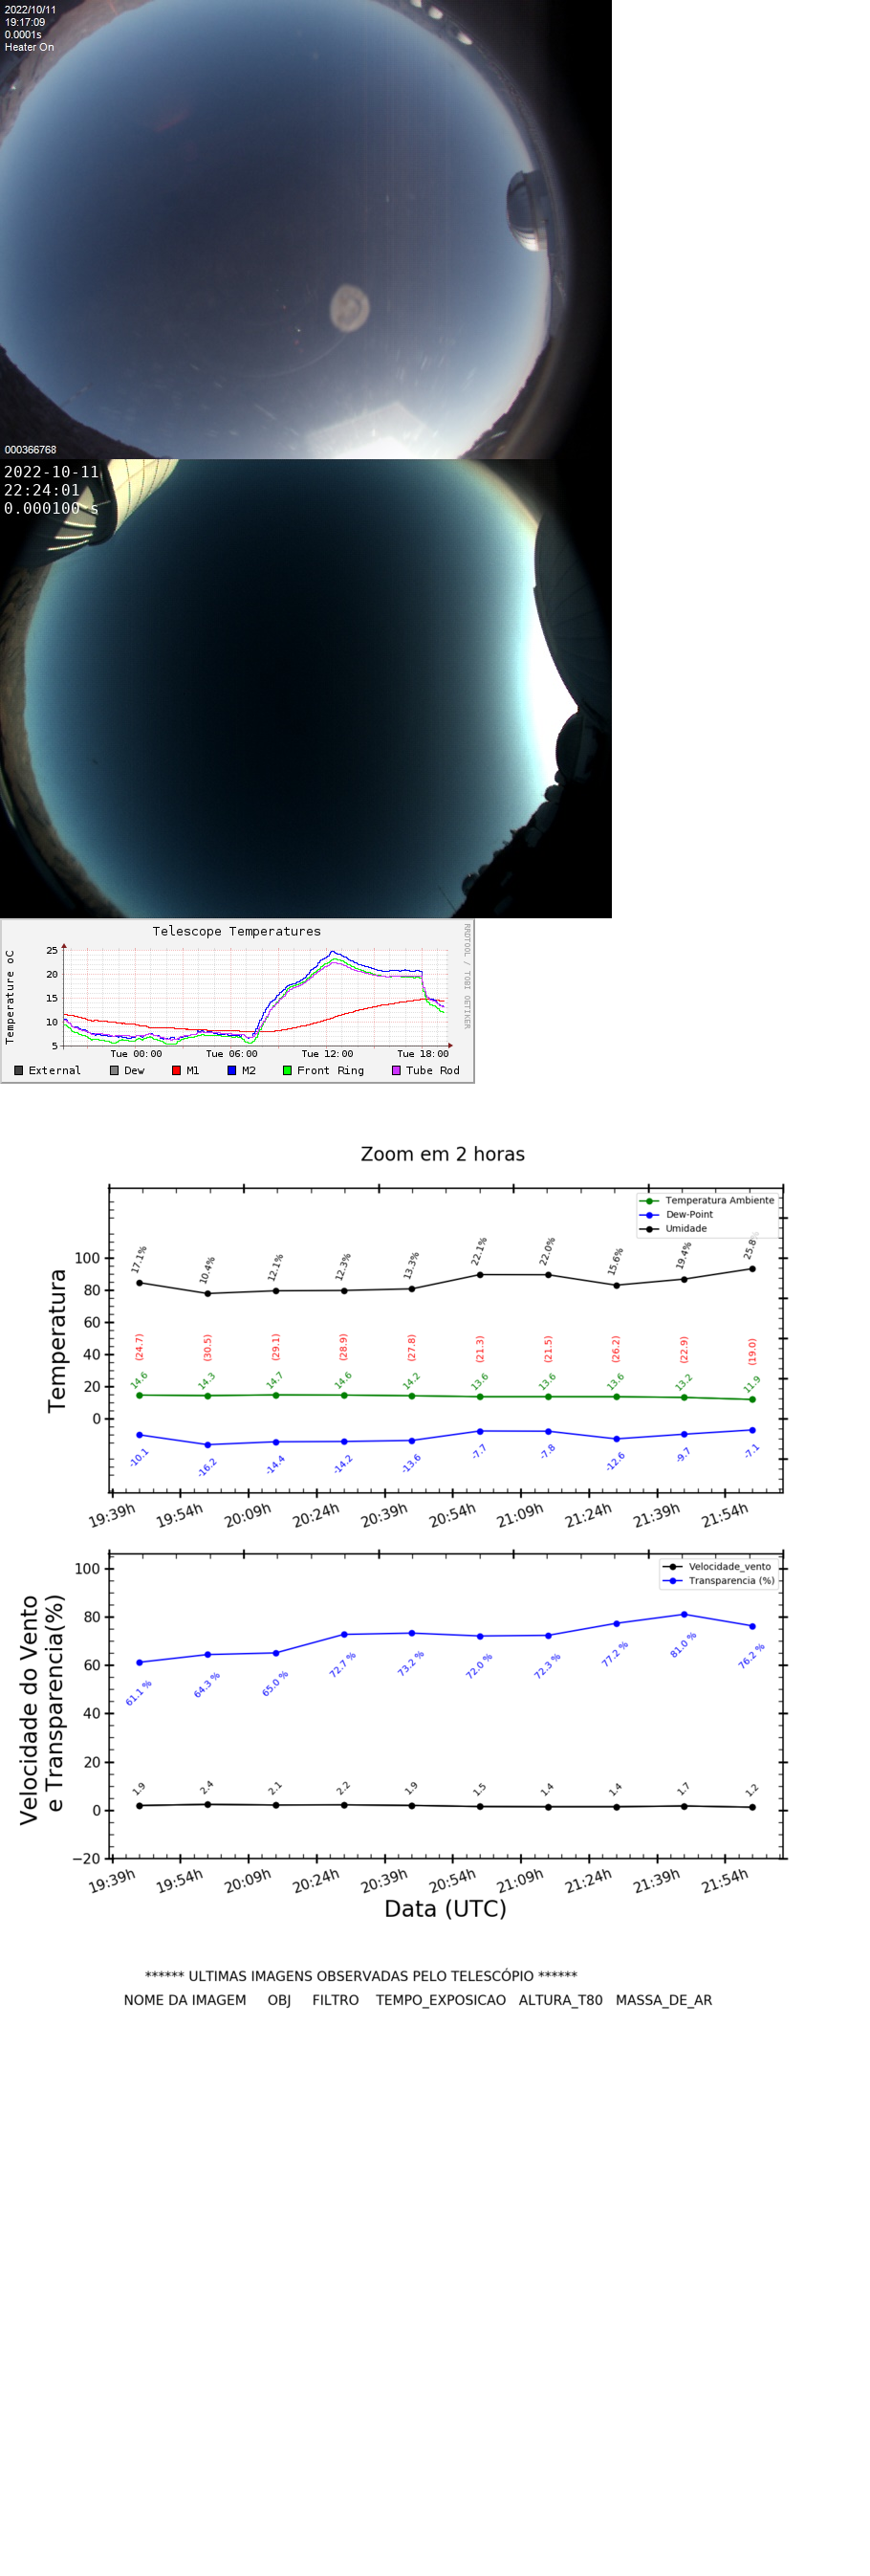 2022/10/11
19:17:09
0.0001s
Heater On
000366768
2022-10-11
22:24:01
0.000100 s
Telescope Temperatures
RRDTOOL / TOBI OETIKER
Temperature oC
25
20
15
10
5
Tue 00:00 Tue 06:00 Tue 12:00 Tue 18:00
External Dew M1 M2 Front Ring Tube Rod
Zoom em 2 horas
Temperatura Ambiente
Dew-Point
Umidade
Temperatura
100
80
60
40
20
0
17.1% 10.4% 12.1% 12.3% 13.3% 22.1% 22.0% 15.6% 19.4% 25.8%
(24.7) (30.5) (29.1) (28.9) (27.8) (21.3) (21.5) (26.2) (22.9) (19.0)
14.6 14.3 14.7 14.6 14.2 13.6 13.6 13.6 13.2 11.9
-10.1 -16.2 -14.4 -14.2 -13.6 -7.7 -7.8 -12.6 -9.7 -7.1
19:39h 19:54h 20:09h 20:24h 20:39h 20:54h 21:09h 21:24h 21:39h 21:54h
Velocidade_vento
Transparencia (%)
Velocidade do Vento
e Transparencia(%)
100
80
60
40
20
0
−20
61.1 % 64.3 % 65.0 % 72.7 % 73.2 % 72.0 % 72.3 % 77.2 % 81.0 % 76.2 %
1.9 2.4 2.1 2.2 1.9 1.5 1.4 1.4 1.7 1.2
19:39h 19:54h 20:09h 20:24h 20:39h 20:54h 21:09h 21:24h 21:39h 21:54h
Data (UTC)
****** ULTIMAS IMAGENS OBSERVADAS PELO TELESCÓPIO ******
NOME DA IMAGEM OBJ FILTRO TEMPO_EXPOSICAO ALTURA_T80 MASSA_DE_AR